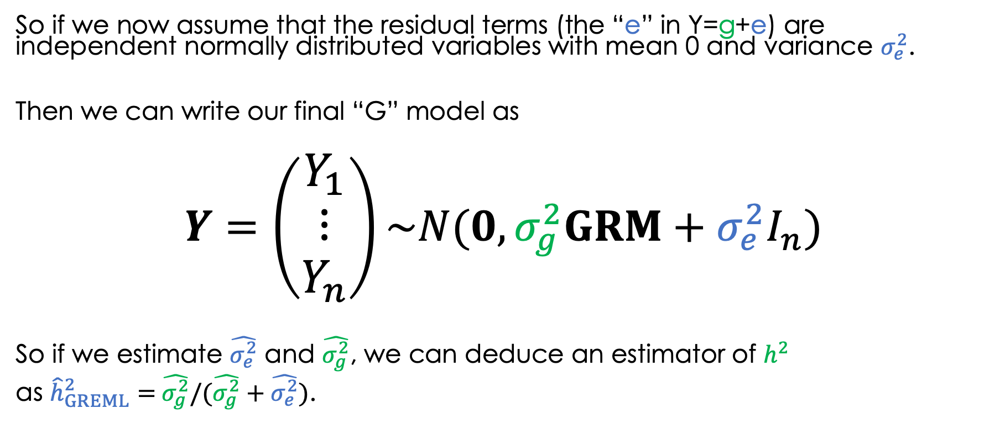 So if we now assume that the residual terms (the “e” in Y=g+e) are
independent normally distributed variables with mean 0 and variance $\sigma_e^2$.
Then we can write our final “G” model as
$\boldsymbol{Y} = \begin{pmatrix} Y_1 \\ \vdots \\ Y_n \end{pmatrix} \sim N(\mathbf{0}, \sigma_g^2 \mathbf{GRM} + \sigma_e^2 I_n)$
So if we estimate $\widehat{\sigma_e^2}$ and $\widehat{\sigma_g^2}$, we can deduce an estimator of $h^2$
as $\hat{h}^2_{\mathrm{GREML}} = \widehat{\sigma_g^2}/(\widehat{\sigma_g^2} + \widehat{\sigma_e^2})$.